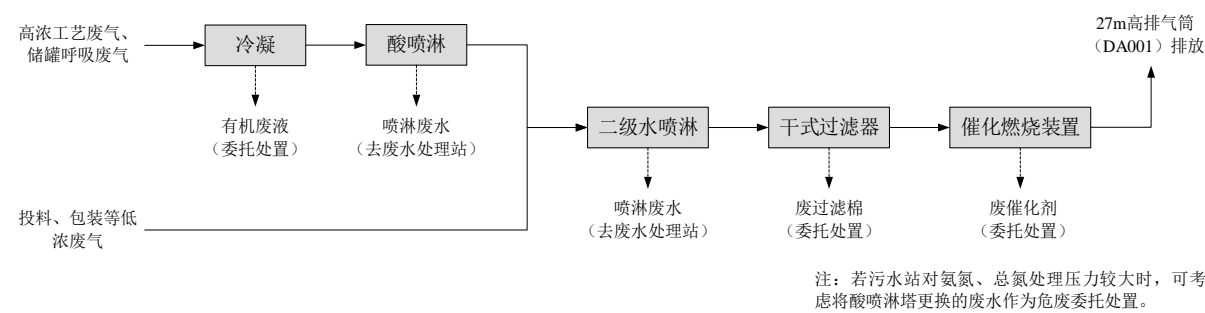 高浓工艺废气、
储罐呼吸废气
冷凝
酸喷淋
27m高排气筒
（DA001）排放
有机废液
（委托处置）
喷淋废水
（去废水处理站）
二级水喷淋
干式过滤器
催化燃烧装置
投料、包装等低
浓废气
喷淋废水
（去废水处理站）
废过滤棉
（委托处置）
废催化剂
（委托处置）
注：若污水站对氨氮、总氮处理压力较大时，可考
虑将酸喷淋塔更换的废水作为危废委托处置。